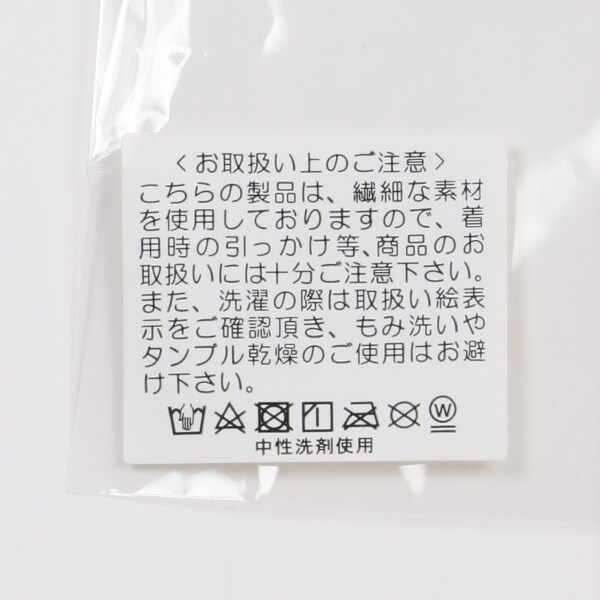 〈お取扱い上のご注意〉
こちらの製品は、繊細な素材
を使用しておりますので、着
用時の引っかけ等、商品のお
取扱いには十分ご注意下さい。
また、洗濯の際は取扱い絵表
示をご確認頂き、もみ洗いや
タンブル乾燥のご使用はお避
け下さい。
W
中性洗剤使用